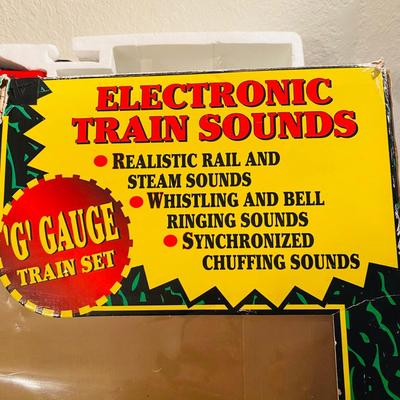 ELECTRONIC
TRAIN SOUNDS
• REALISTIC RAIL AND
STEAM SOUNDS
• WHISTLING AND BELL
RINGING SOUNDS
• SYNCHRONIZED
CHUFFING SOUNDS
'G' GAUGE
TRAIN SET